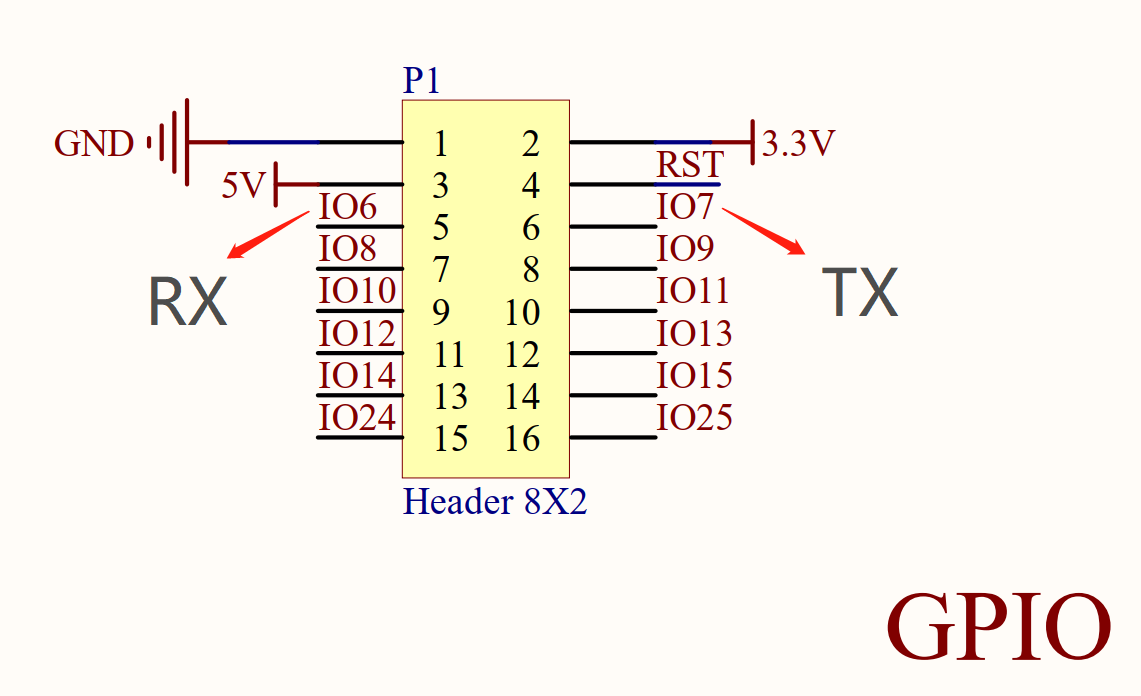 P1
GND 1 2 3.3V
RST
5V 3 4
IO6 IO7
5 6
IO8 IO9
7 8
RX TX
IO10 IO11
9 10
IO12 IO13
11 12
IO14 IO15
13 14
IO24 IO25
15 16
Header 8X2
GPIO